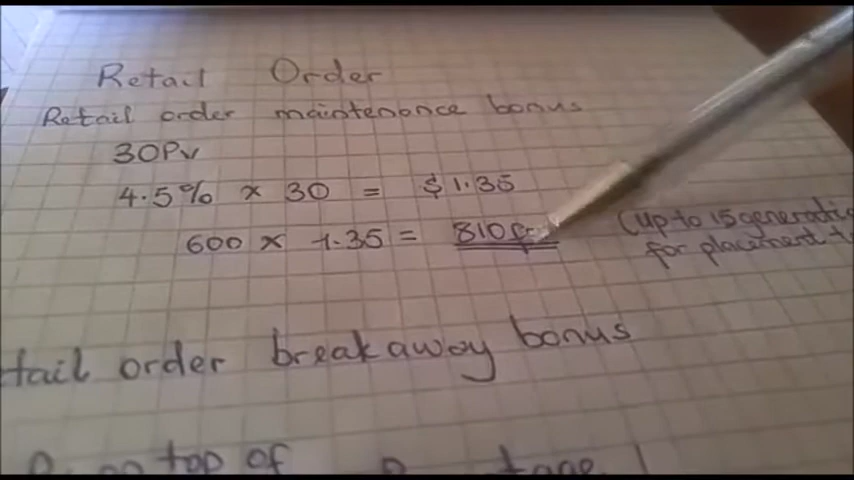 Retail Order
Retail order maintenance bonus
30PV
4.5% x 30 = $1.35
600 x 1.35 = 810
(up to 15 generatio
for placement t
tail order breakaway bonus
top of